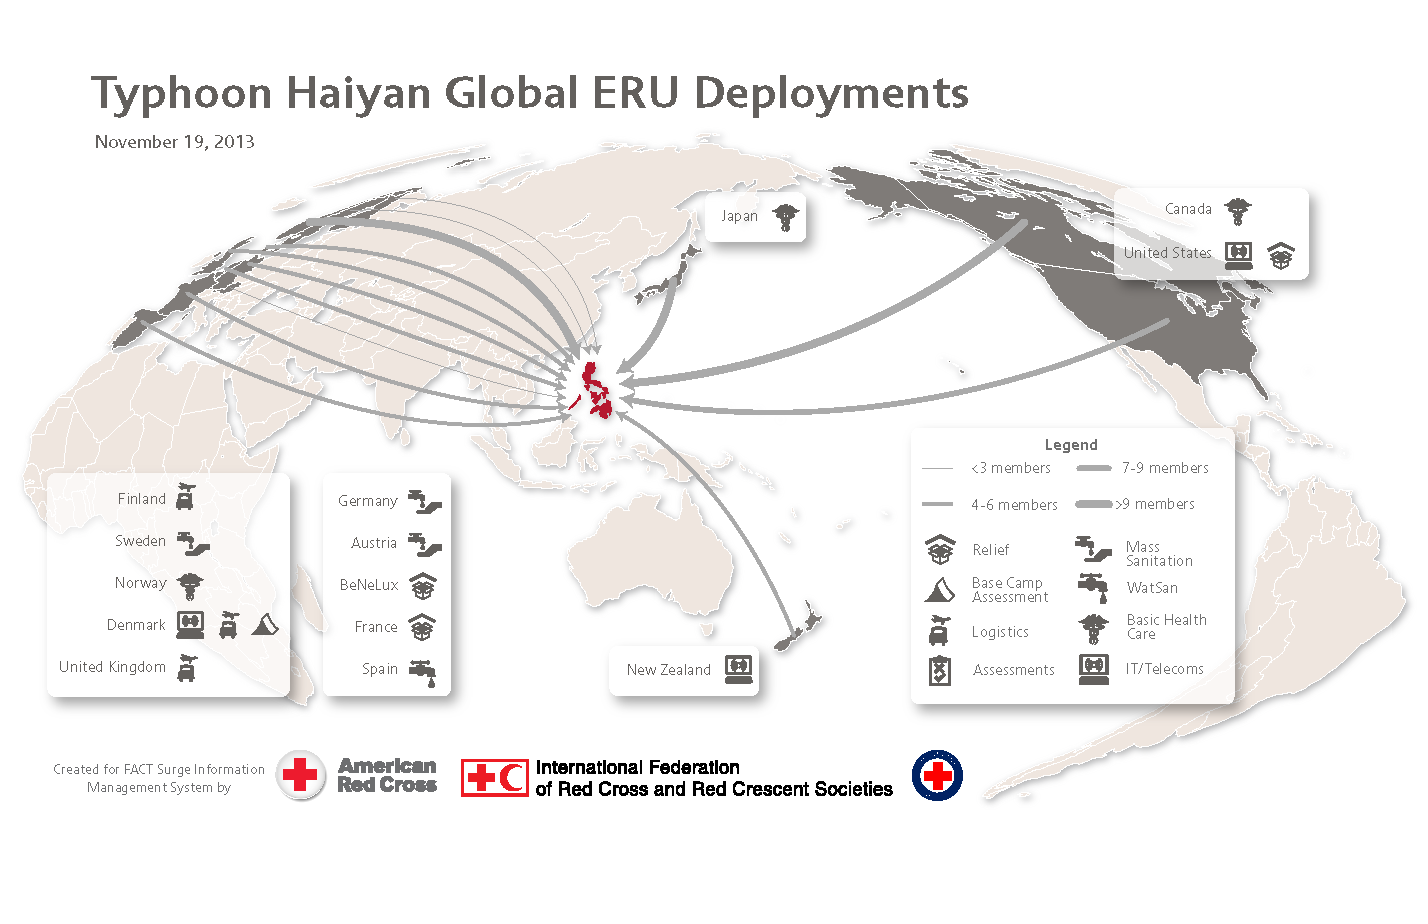 Typhoon Haiyan Global ERU Deployments
November 19, 2013
Japan
Canada
United States
Finland
Sweden
Norway
Denmark
United Kingdom
Germany
Austria
BeNeLux
France
Spain
New Zealand
Legend
<3 members
7-9 members
4-6 members
>9 members
Relief
Mass
Sanitation
Base Camp
Assessment
WatSan
Logistics
Basic Health
Care
Assessments
IT/Telecoms
Created for FACT Surge Information
Management System by
American
Red Cross
International Federation
of Red Cross and Red Crescent Societies